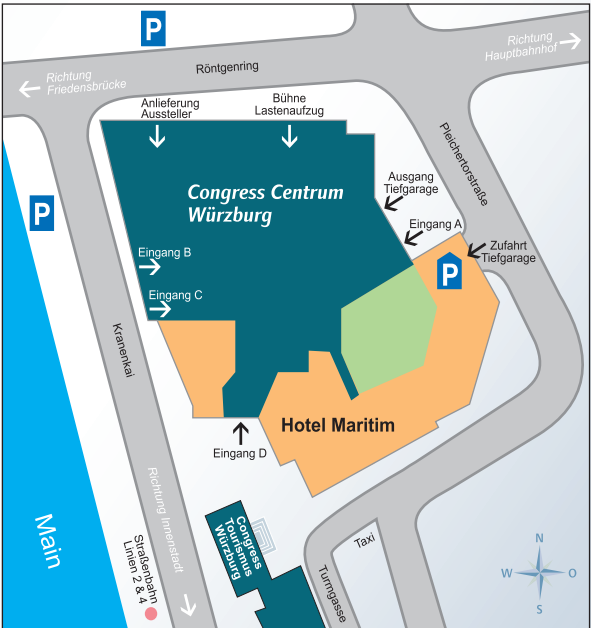 P
Richtung
Hauptbahnhof
Röntgenring
Richtung
Friedensbrücke
Anlieferung
Aussteller
Bühne
Lastenaufzug
Pleichertorstraße
P
Congress Centrum
Würzburg
Ausgang
Tiefgarage
Eingang A
Zufahrt
Tiefgarage
Eingang B
P
Eingang C
Kranenkai
Hotel Maritim
Eingang D
Richtung Innenstadt
Main
Straßenbahn
Linien 2 & 4
Congress
Tourismus
Würzburg
Taxi
Turmgasse
N
W
O
S